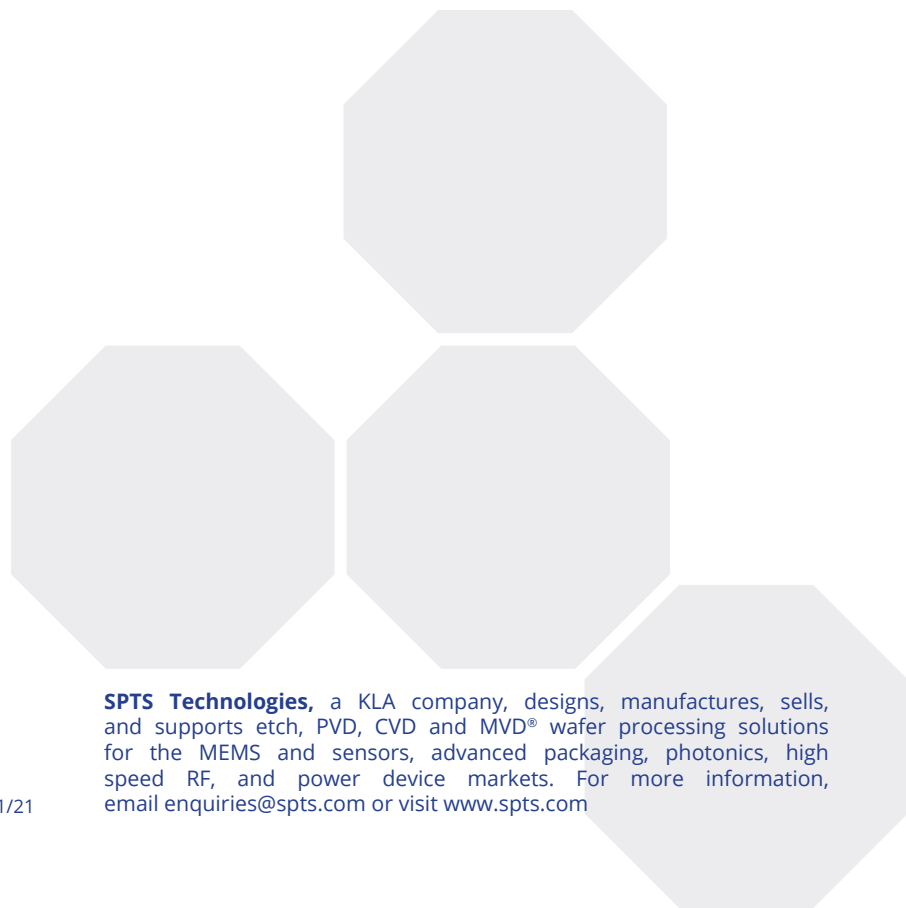 SPTS Technologies, a KLA company, designs, manufactures, sells,
and supports etch, PVD, CVD and MVD® wafer processing solutions
for the MEMS and sensors, advanced packaging, photonics, high
speed RF, and power device markets. For more information,
email enquiries@spts.com or visit www.spts.com
/21